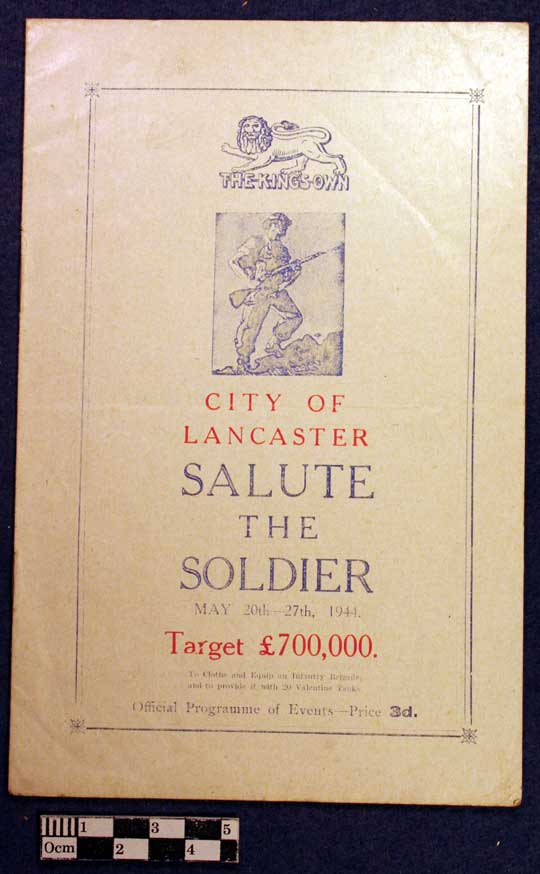 THE·KINGS·OWN
CITY OF
LANCASTER
SALUTE
THE
SOLDIER
MAY 20th—27th, 1944.
Target £700,000.
To Clothe and Equip an Infantry Brigade,
and to provide it with 20 Valentine Tanks.
Official Programme of Events—Price 3d.
1 3 5
0cm 2 4